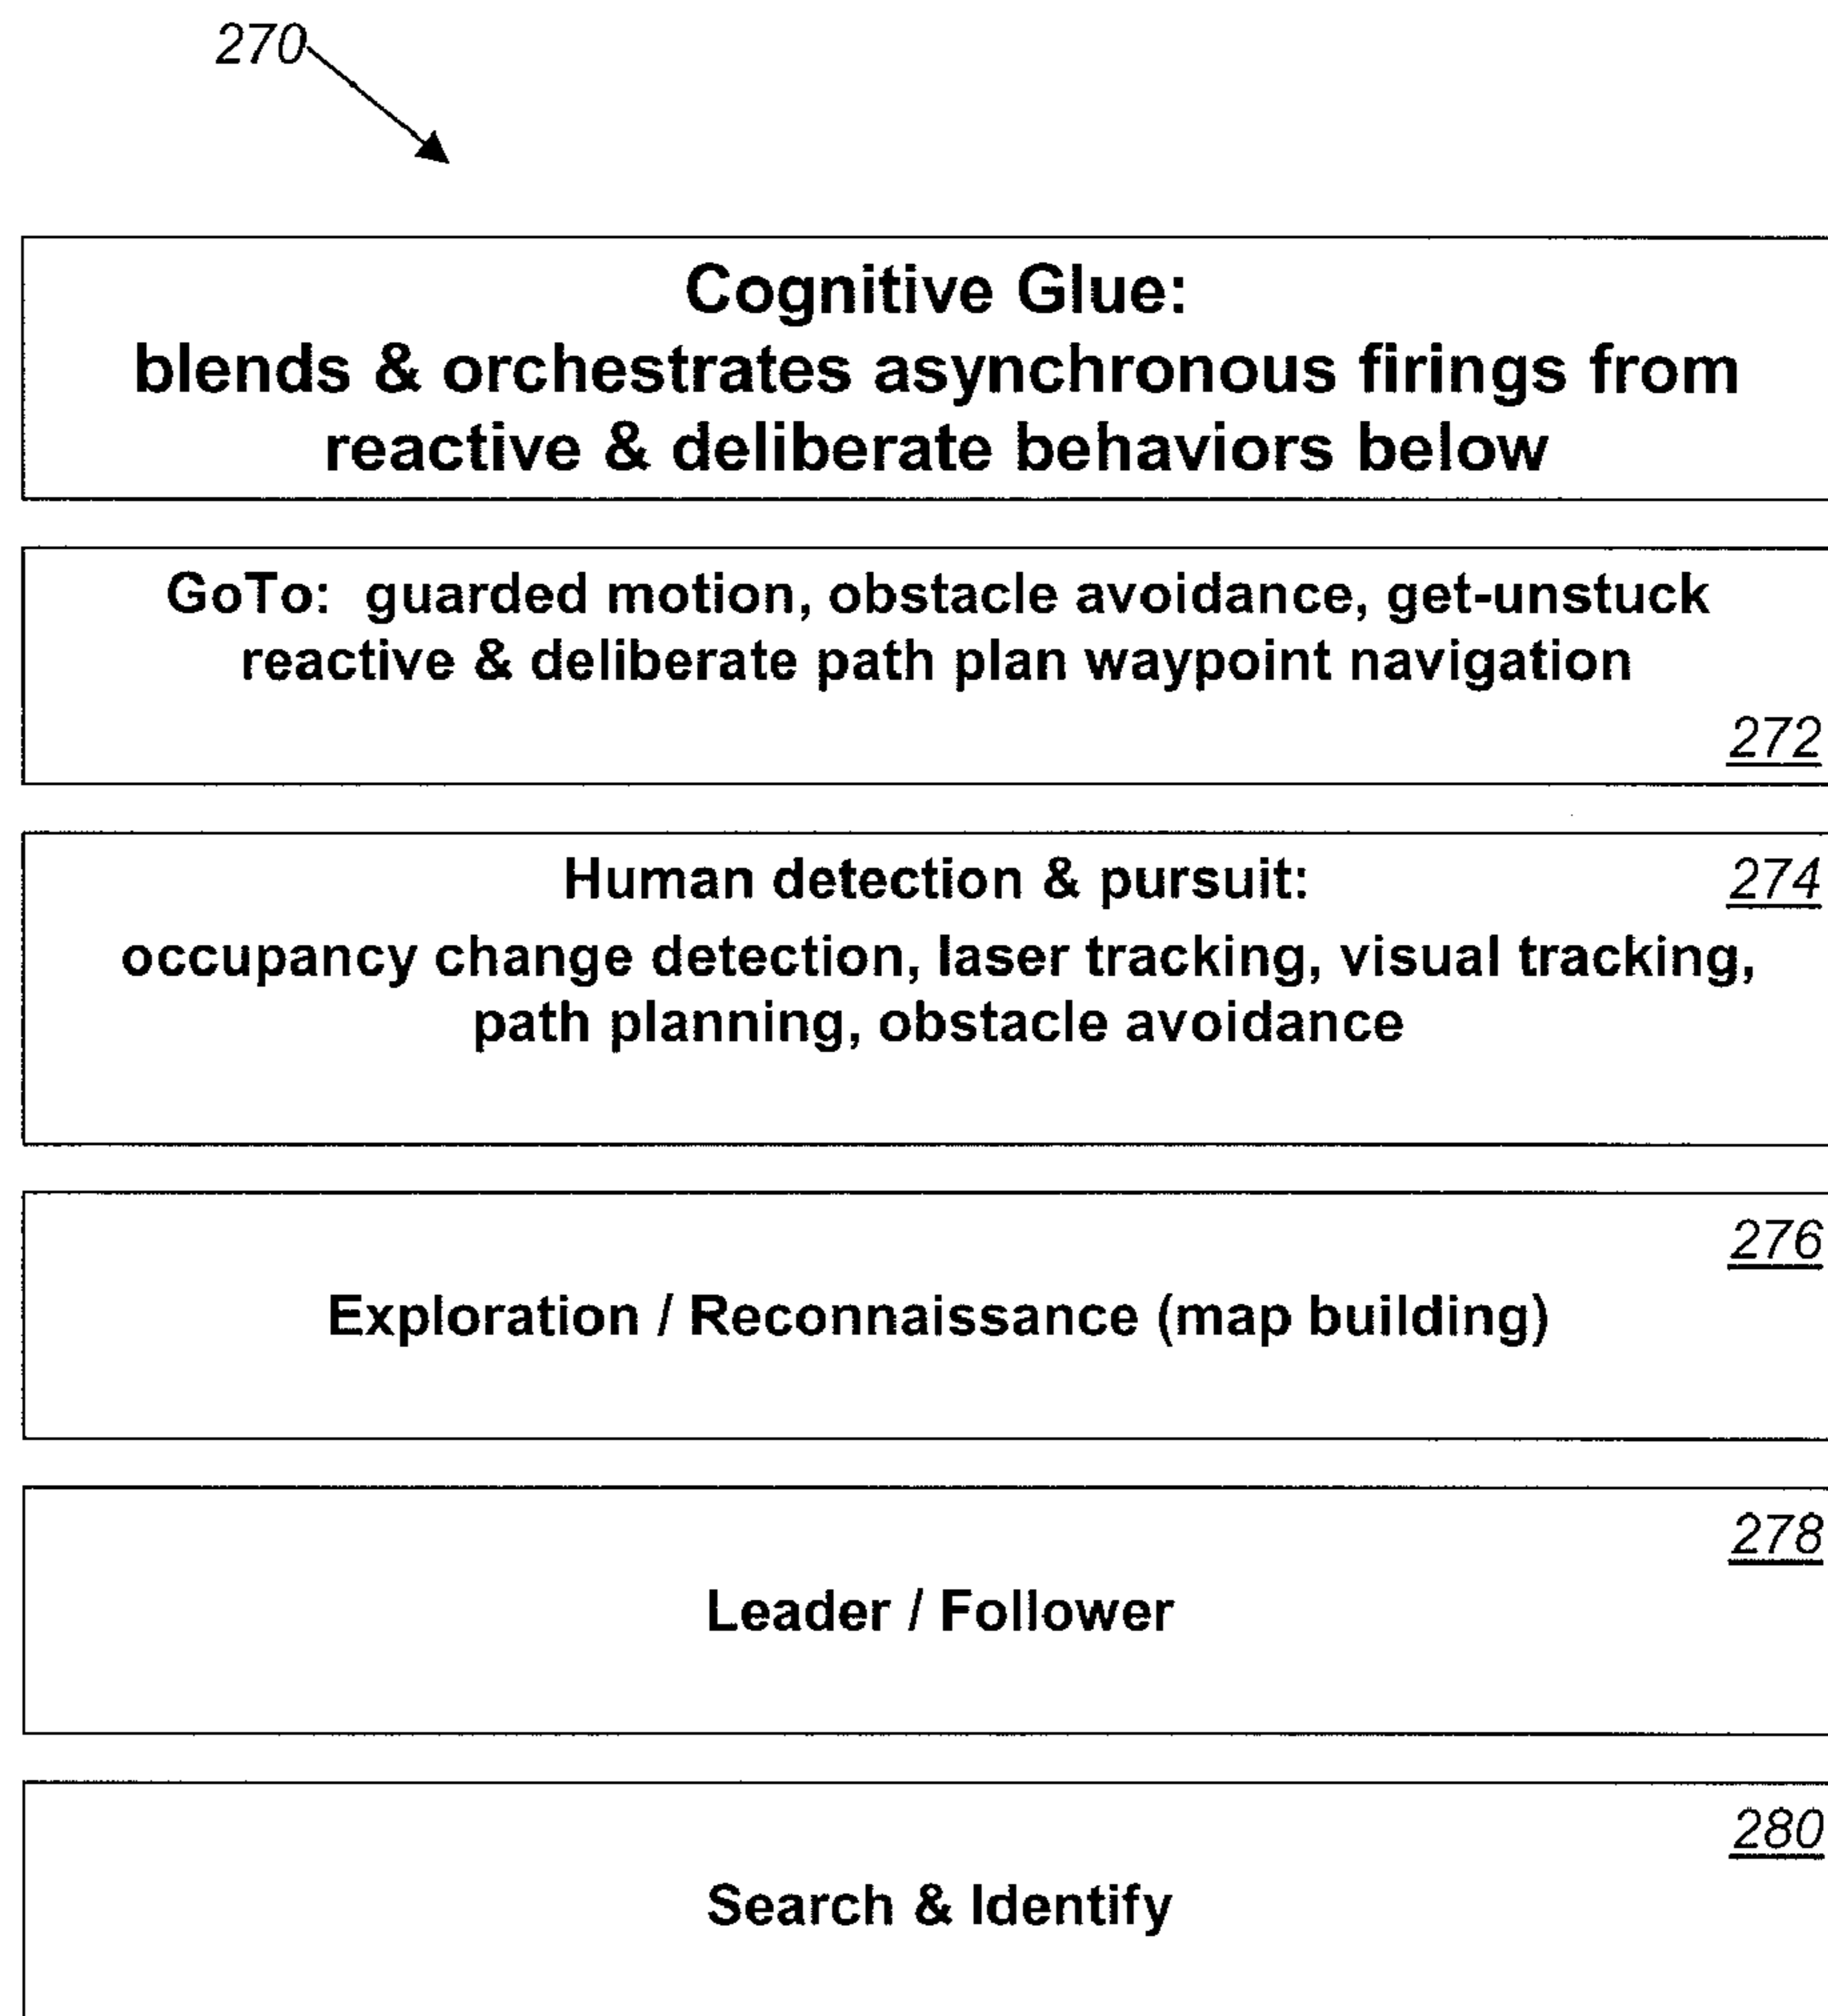 270
Cognitive Glue:
blends & orchestrates asynchronous firings from
reactive & deliberate behaviors below
GoTo: guarded motion, obstacle avoidance, get-unstuck
reactive & deliberate path plan waypoint navigation
272
Human detection & pursuit:
274
occupancy change detection, laser tracking, visual tracking,
path planning, obstacle avoidance
276
Exploration / Reconnaissance (map building)
278
Leader / Follower
280
Search & Identify